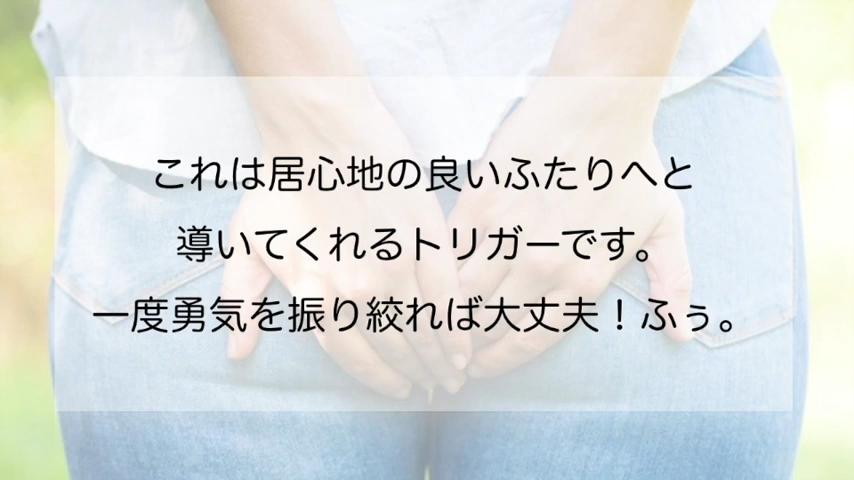 これは居心地の良いふたりへと
導いてくれるトリガーです。
一度勇気を振り絞れば大丈夫！ふぅ。